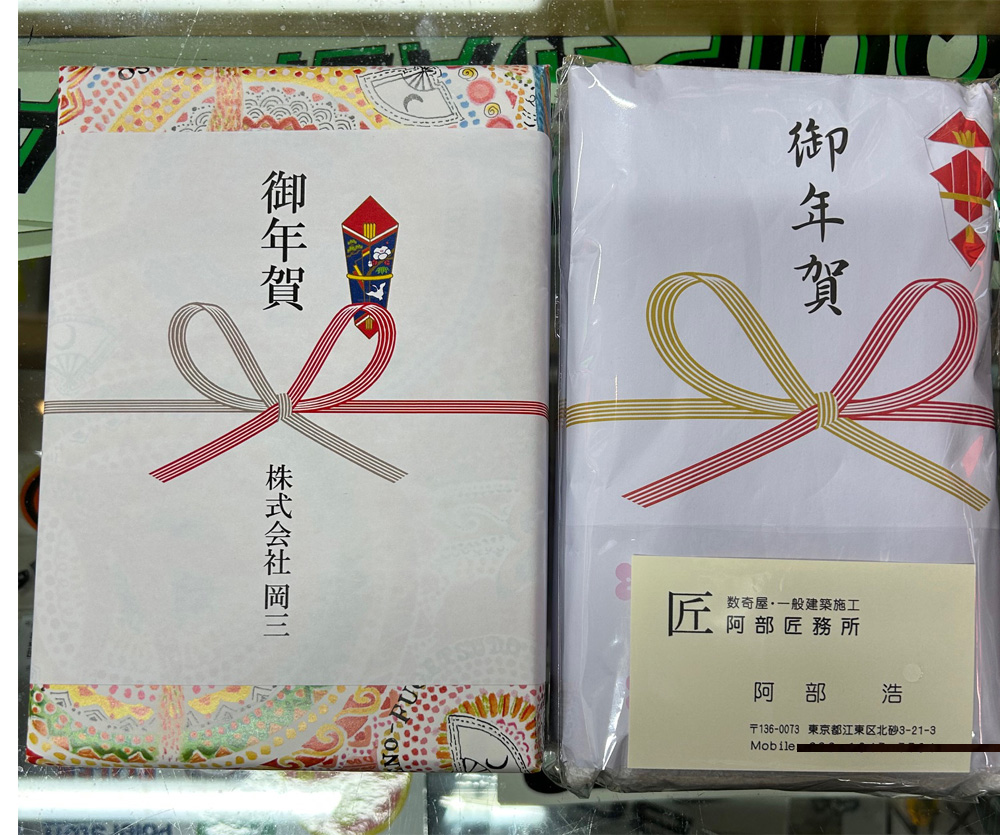 御年賀
株式会社 岡三
御年賀
匠
数奇屋・一般建築施工
阿部匠務所
阿部 浩
〒136-0073 東京都江東区北砂3-21-3
Mobile